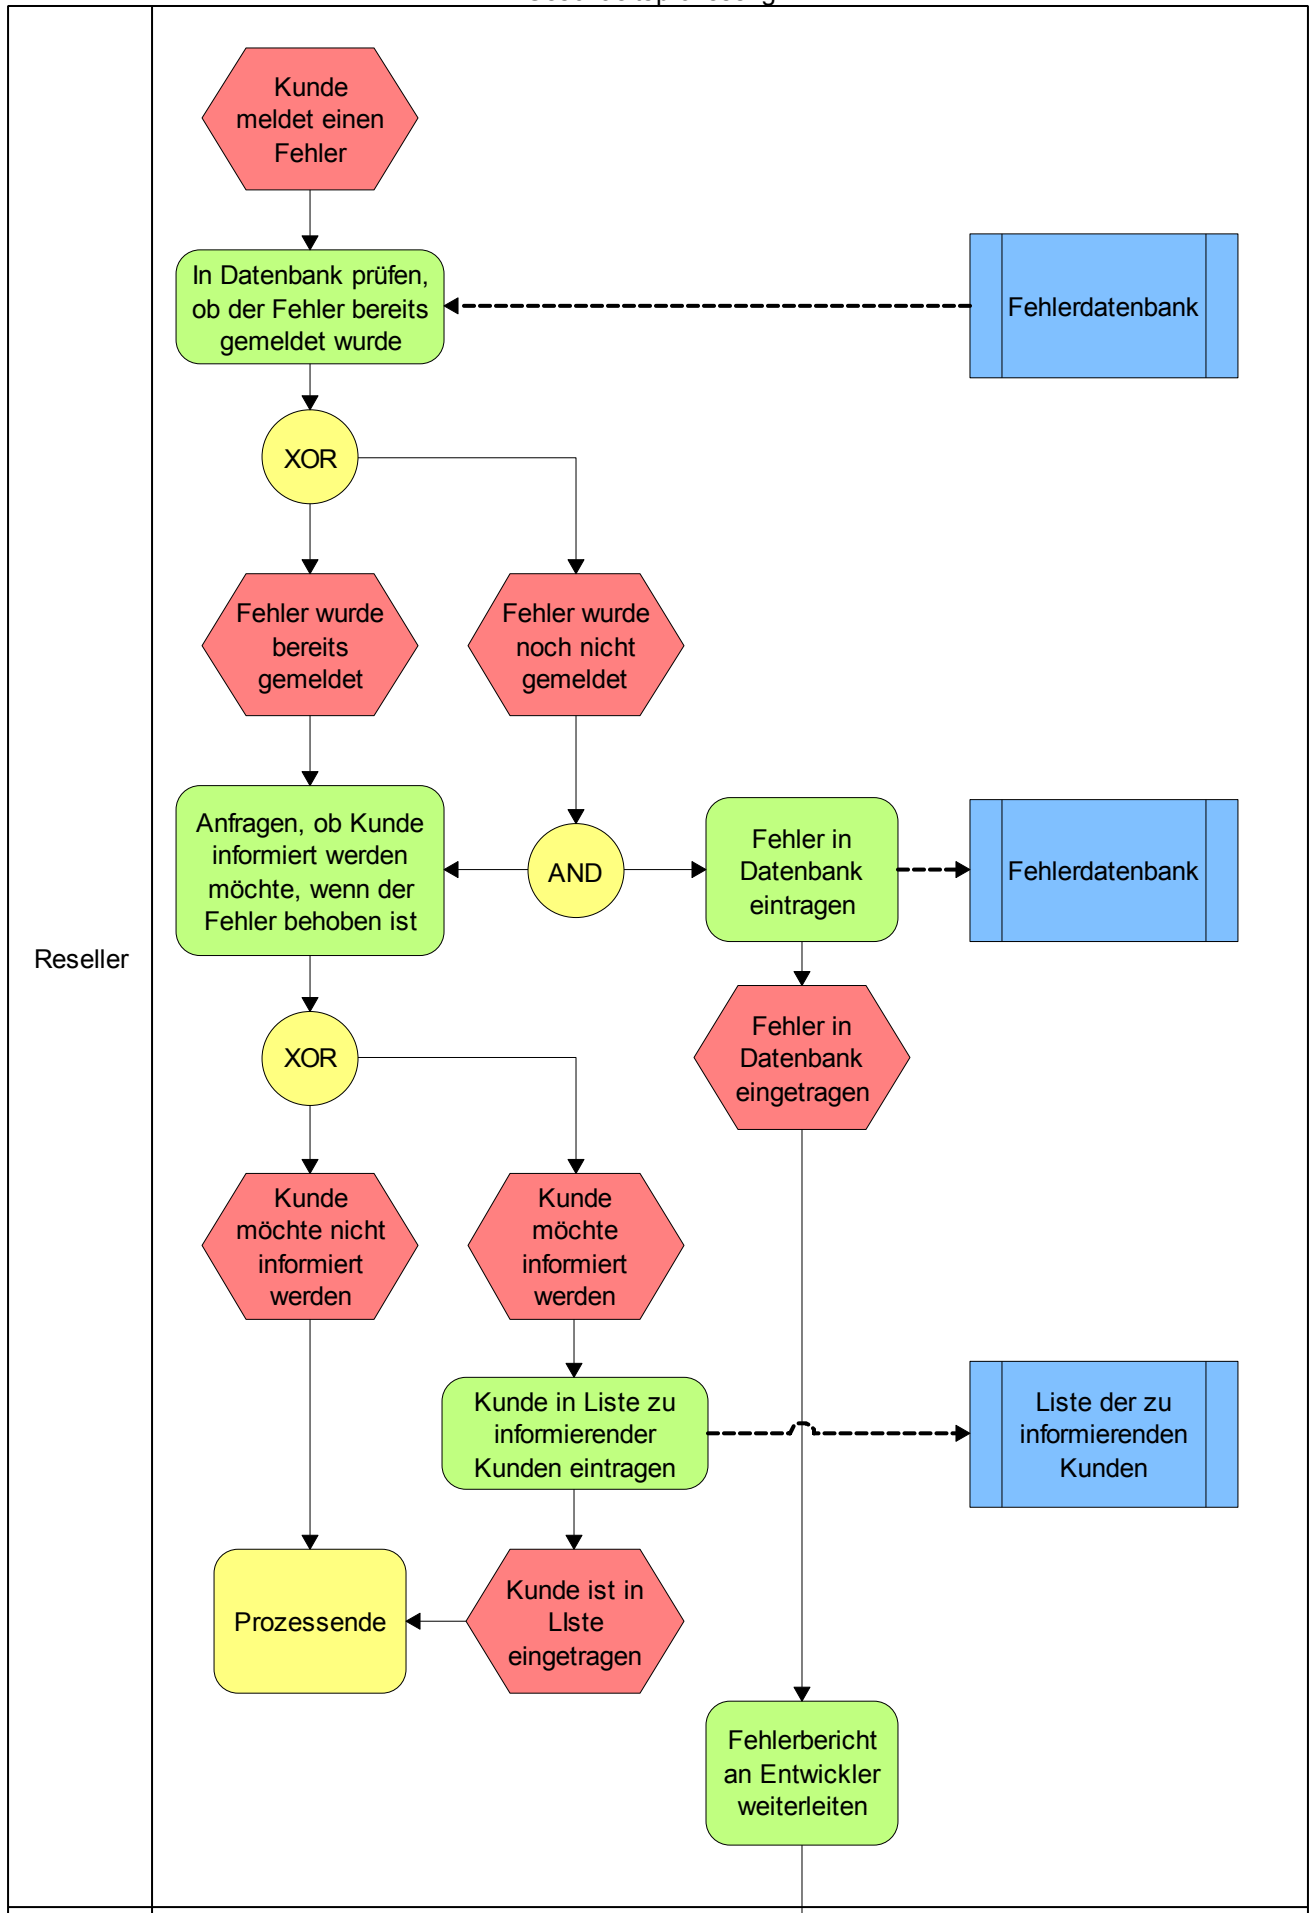 Kunde
meldet einen
Fehler
In Datenbank prüfen,
ob der Fehler bereits
gemeldet wurde
Fehlerdatenbank
XOR
Fehler wurde
bereits
gemeldet
Fehler wurde
noch nicht
gemeldet
Anfragen, ob Kunde
informiert werden
möchte, wenn der
Fehler behoben ist
AND
Fehler in
Datenbank
eintragen
Fehlerdatenbank
Reseller
XOR
Fehler in
Datenbank
eingetragen
Kunde
möchte nicht
informiert
werden
Kunde
möchte
informiert
werden
Kunde in Liste zu
informierender
Kunden eintragen
Liste der zu
informierenden
Kunden
Prozessende
Kunde ist in
LIste
eingetragen
Fehlerbericht
an Entwickler
weiterleiten